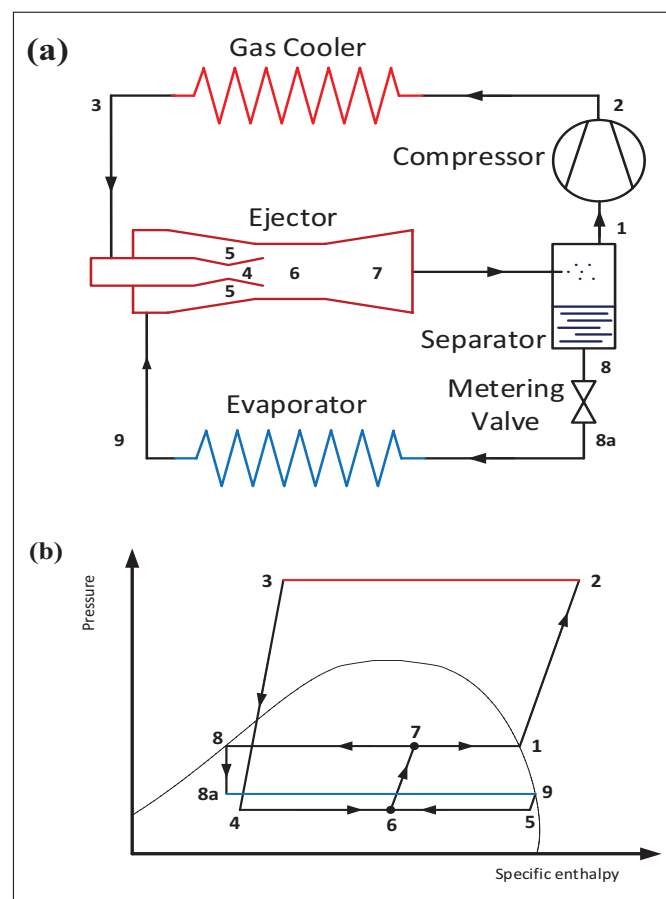 (a)
Gas Cooler
3
2
Compressor
Ejector
1
5
4
6
7
5
Separator
8
Metering
Valve
Evaporator
9
8a
(b)
Pressure
3
2
8
7
1
8a
9
4
6
5
Specific enthalpy